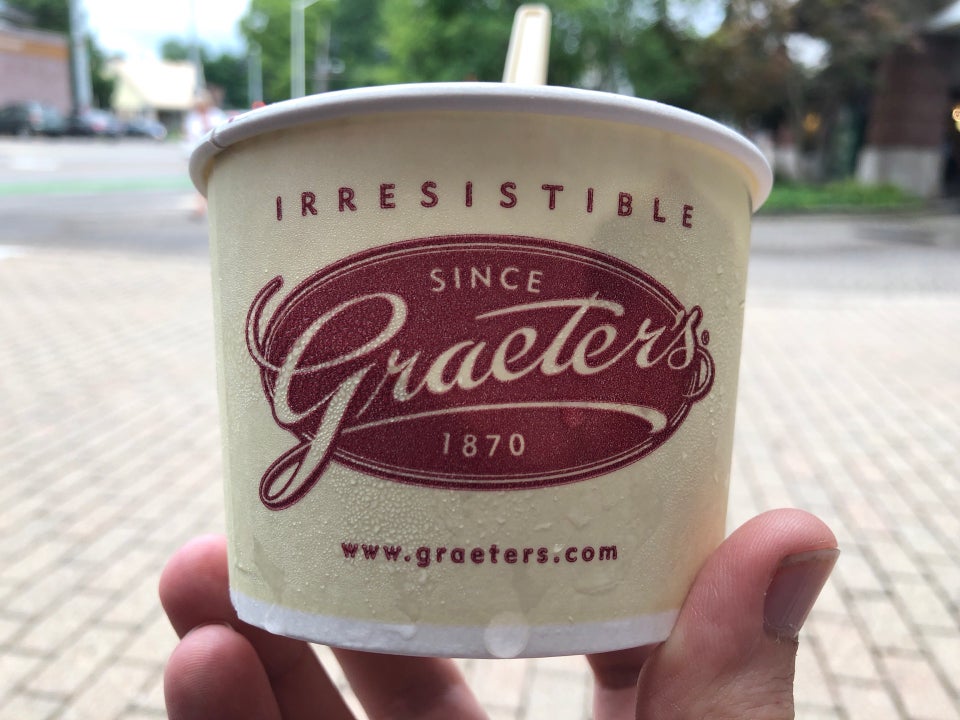 IRRESISTIBLE
SINCE
Graeter's®
1870
www.graeters.com